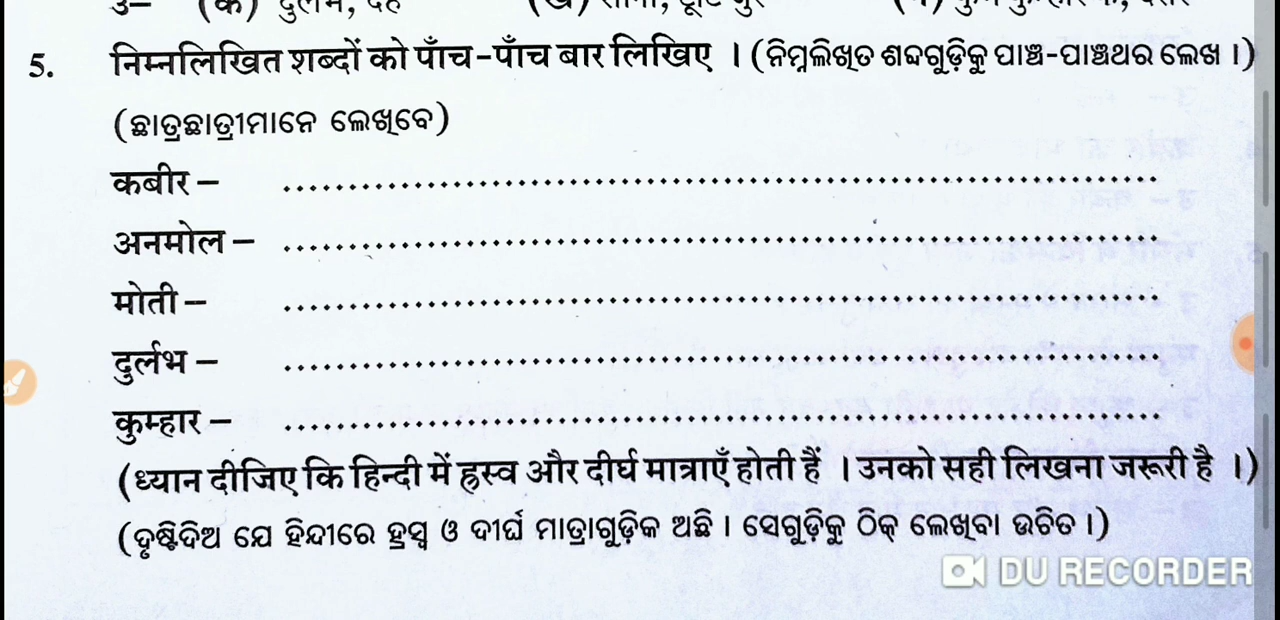 5. निम्नलिखित शब्दों को पाँच-पाँच बार लिखिए । (ନିମ୍ନଲିଖିତ ଶବ୍ଦଗୁଡ଼ିକୁ ପାଞ୍ଚ-ପାଞ୍ଚଥର ଲେଖ ।)
(ଛାତ୍ରଛାତ୍ରୀମାନେ ଲେଖିବେ)
कबीर –
अनमोल –
मोती –
दुर्लभ –
कुम्हार –
(ध्यान दीजिए कि हिन्दी में ह्रस्व और दीर्घ मात्राएँ होती हैं । उनको सही लिखना जरूरी है ।)
(ଦୃଷ୍ଟିଦିଅ ଯେ ହିନ୍ଦୀରେ ହ୍ରସ୍ୱ ଓ ଦୀର୍ଘ ମାତ୍ରାଗୁଡ଼ିକ ଅଛି । ସେଗୁଡ଼ିକୁ ଠିକ୍ ଲେଖିବା ଉଚିତ ।)
DU RECORDER